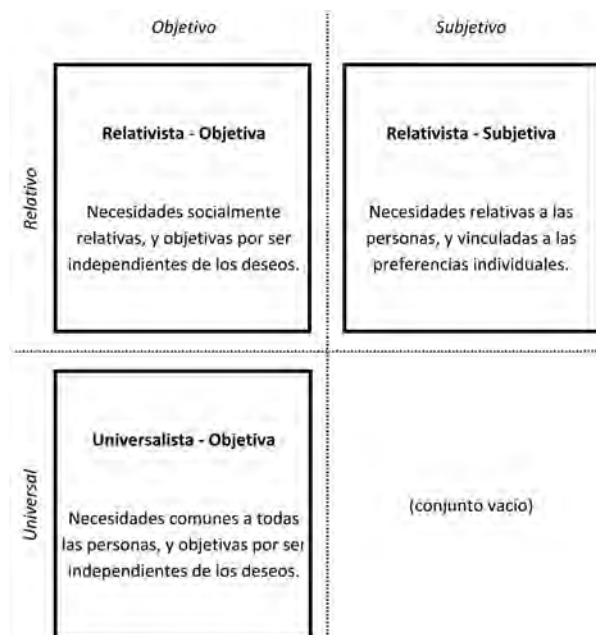 Objetivo
Subjetivo
Relativo
Relativista - Objetiva
Necesidades socialmente
relativas, y objetivas por ser
independientes de los deseos.
Relativista - Subjetiva
Necesidades relativas a las
personas, y vinculadas a las
preferencias individuales.
Universal
Universalista - Objetiva
Necesidades comunes a todas
las personas, y objetivas por ser
independientes de los deseos.
(conjunto vacío)